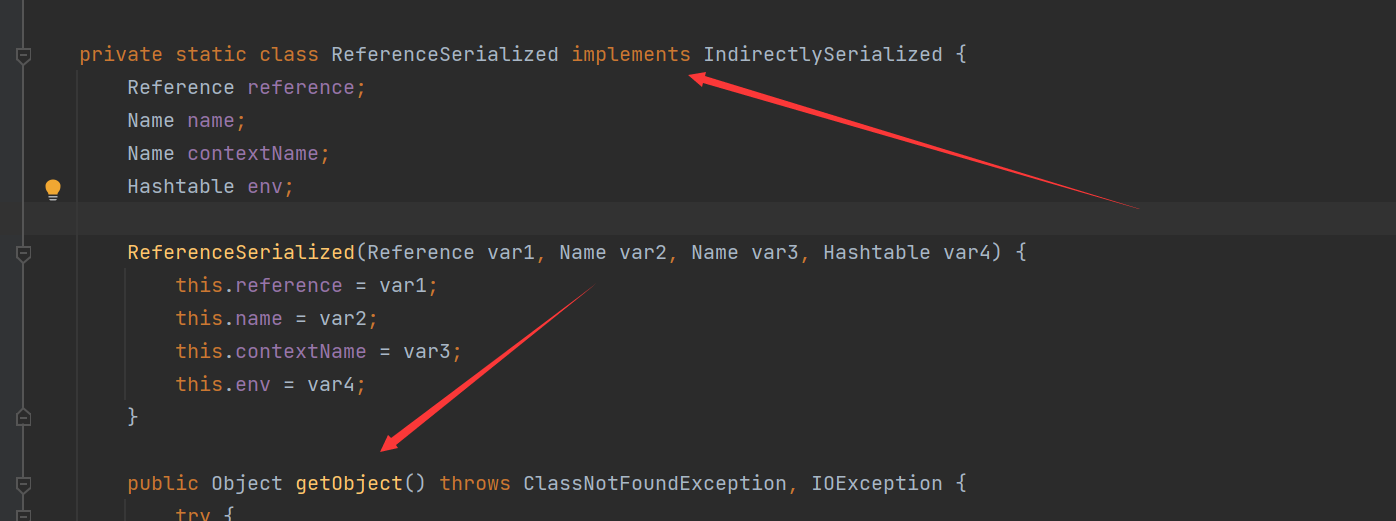 private static class ReferenceSerialized implements IndirectlySerialized {
Reference reference;
Name name;
Name contextName;
Hashtable env;
ReferenceSerialized(Reference var1, Name var2, Name var3, Hashtable var4) {
this.reference = var1;
this.name = var2;
this.contextName = var3;
this.env = var4;
}
public Object getObject() throws ClassNotFoundException, IOException {
try {